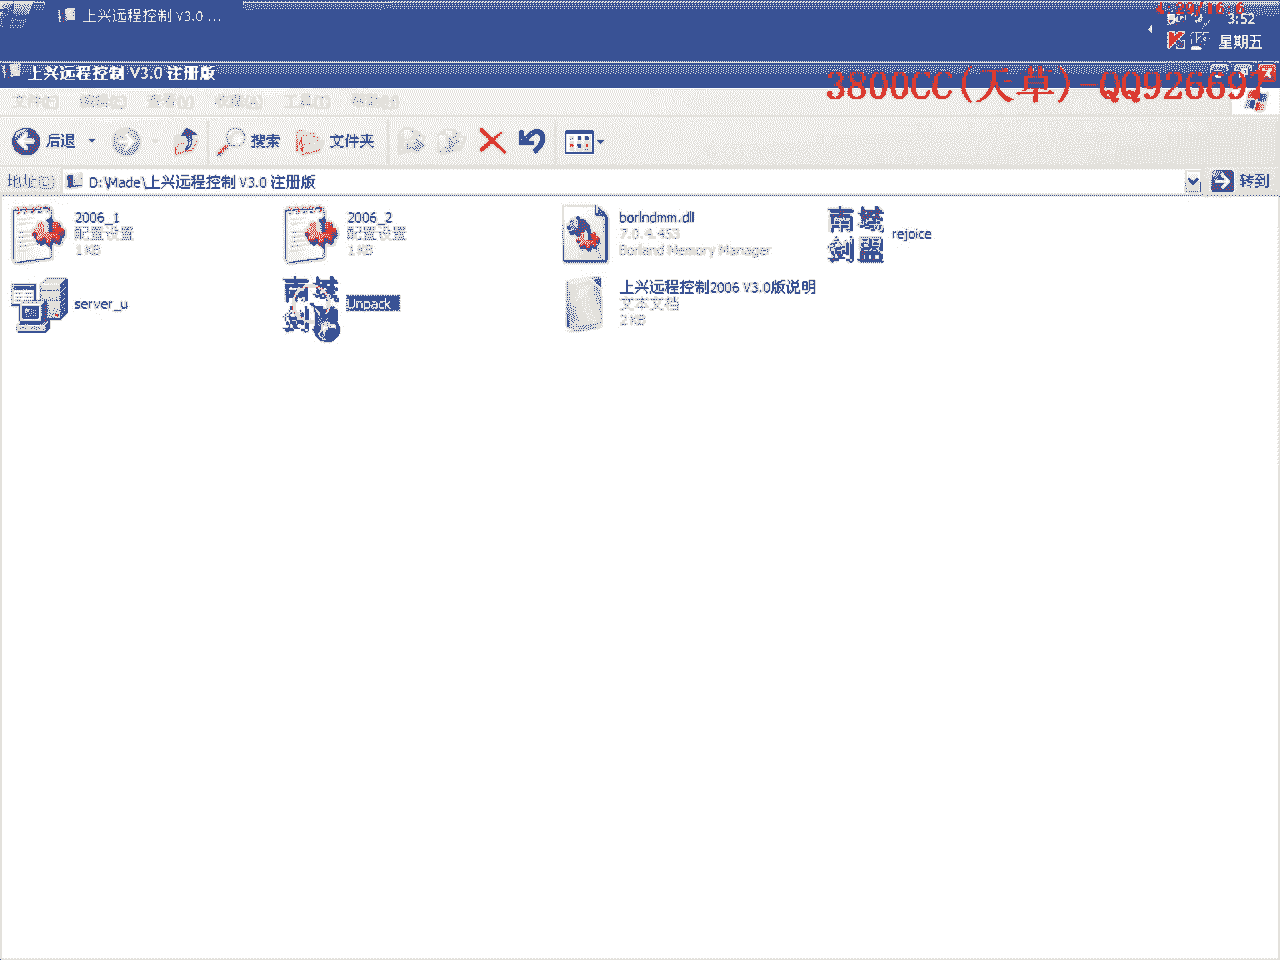 上兴远程控制 V3.0 ...
3:52
星期五
上兴远程控制 V3.0 注册版
3800CC(天草)-QQ926691
文件(F) 编辑(E) 查看(V) 收藏(A) 工具(T) 帮助(H)
后退 搜索 文件夹
地址(D) D:\Made\上兴远程控制 V3.0 注册版 转到
2006_1
配置设置
1 KB
2006_2
配置设置
1 KB
borlndmm.dll
7.0.4.453
Borland Memory Manager
南域剑盟
rejoice
server_u
Unpack
上兴远程控制2006 V3.0版说明
文本文档
2 KB